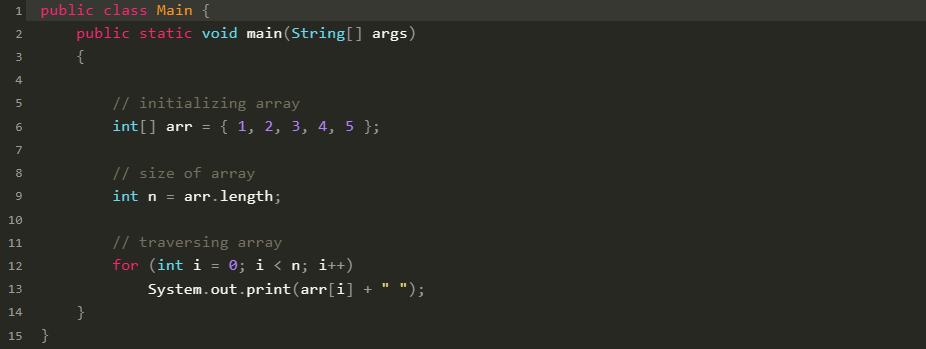 1 public class Main {
2 public static void main(String[] args)
3 {
4
5 // initializing array
6 int[] arr = { 1, 2, 3, 4, 5 };
7
8 // size of array
9 int n = arr.length;
10
11 // traversing array
12 for (int i = 0; i < n; i++)
13 System.out.print(arr[i] + " ");
14 }
15 }